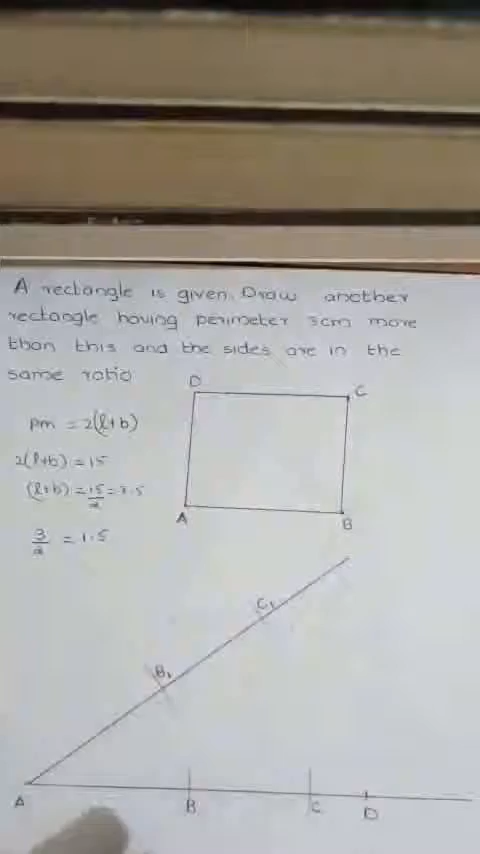 A rectangle is given. Draw another
rectangle having perimeter 3cm more
than this and the sides are in the
same ratio
D
C
Pm = 2(l+b)
2(l+b) = 15
(l+b) = 15/2 = 7.5
A
B
3/2 = 1.5
C₁
B₁
A
B
C
D